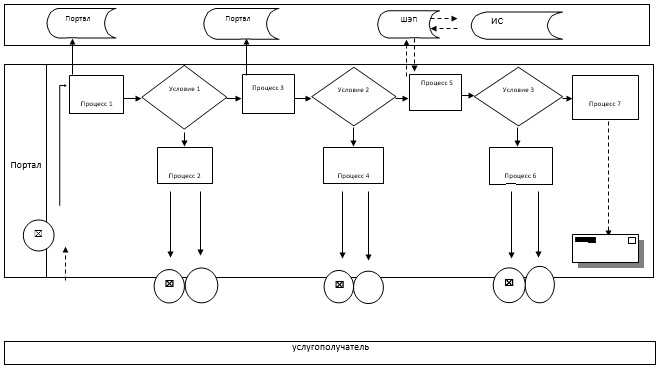 Портал
Портал
ШЭП
ИС
Процесс 1
Условие 1
Процесс 3
Условие 2
Процесс 5
Условие 3
Процесс 7
Портал
Процесс 2
Процесс 4
Процесс 6
услугополучатель